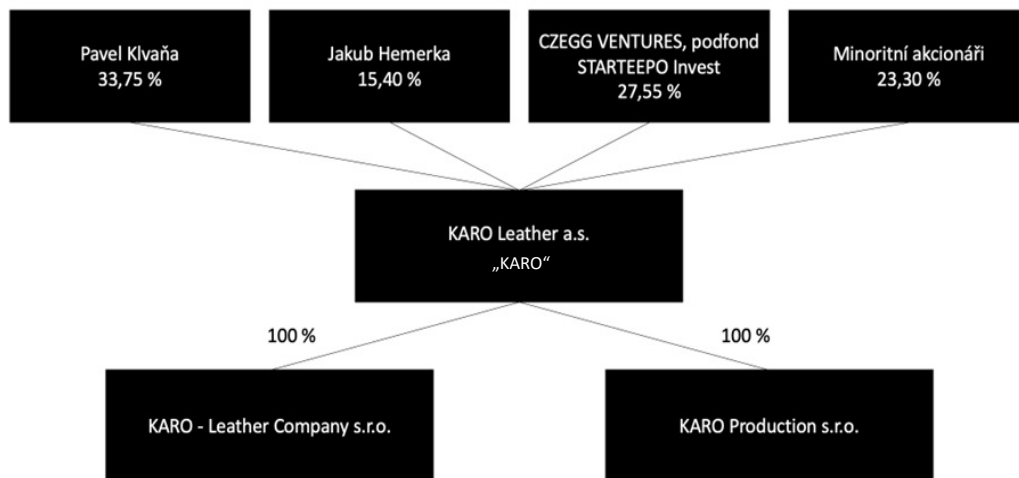 Pavel Klvaňa
33,75 %
Jakub Hemerka
15,40 %
CZEGG VENTURES, podfond
STARTEEPO Invest
27,55 %
Minoritní akcionáři
23,30 %
KARO Leather a.s.
„KARO“
100 %
100 %
KARO - Leather Company s.r.o.
KARO Production s.r.o.